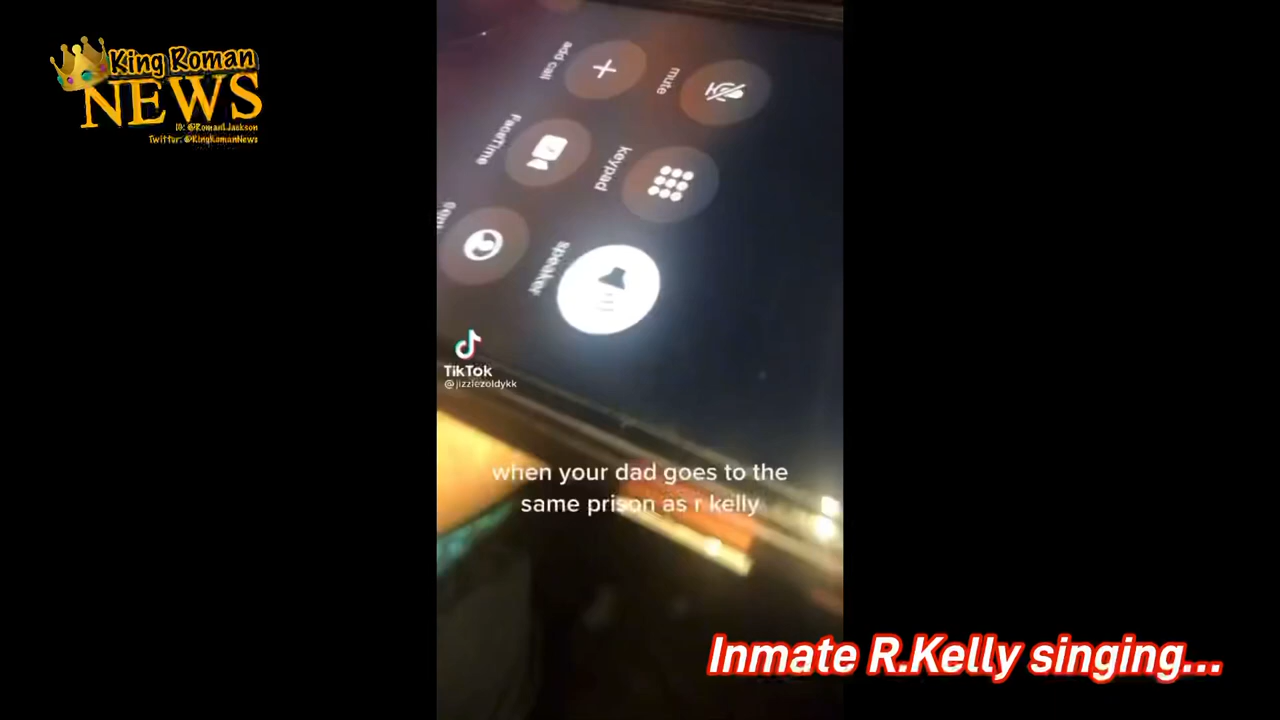 King Roman
NEWS
IG: @RomanLJackson
Twitter: @KingRomanNews
add call
mute
FaceTime
keypad
speaker
TikTok
@jizzlezoldykk
when your dad goes to the
same prison as r kelly
Inmate R.Kelly singing...